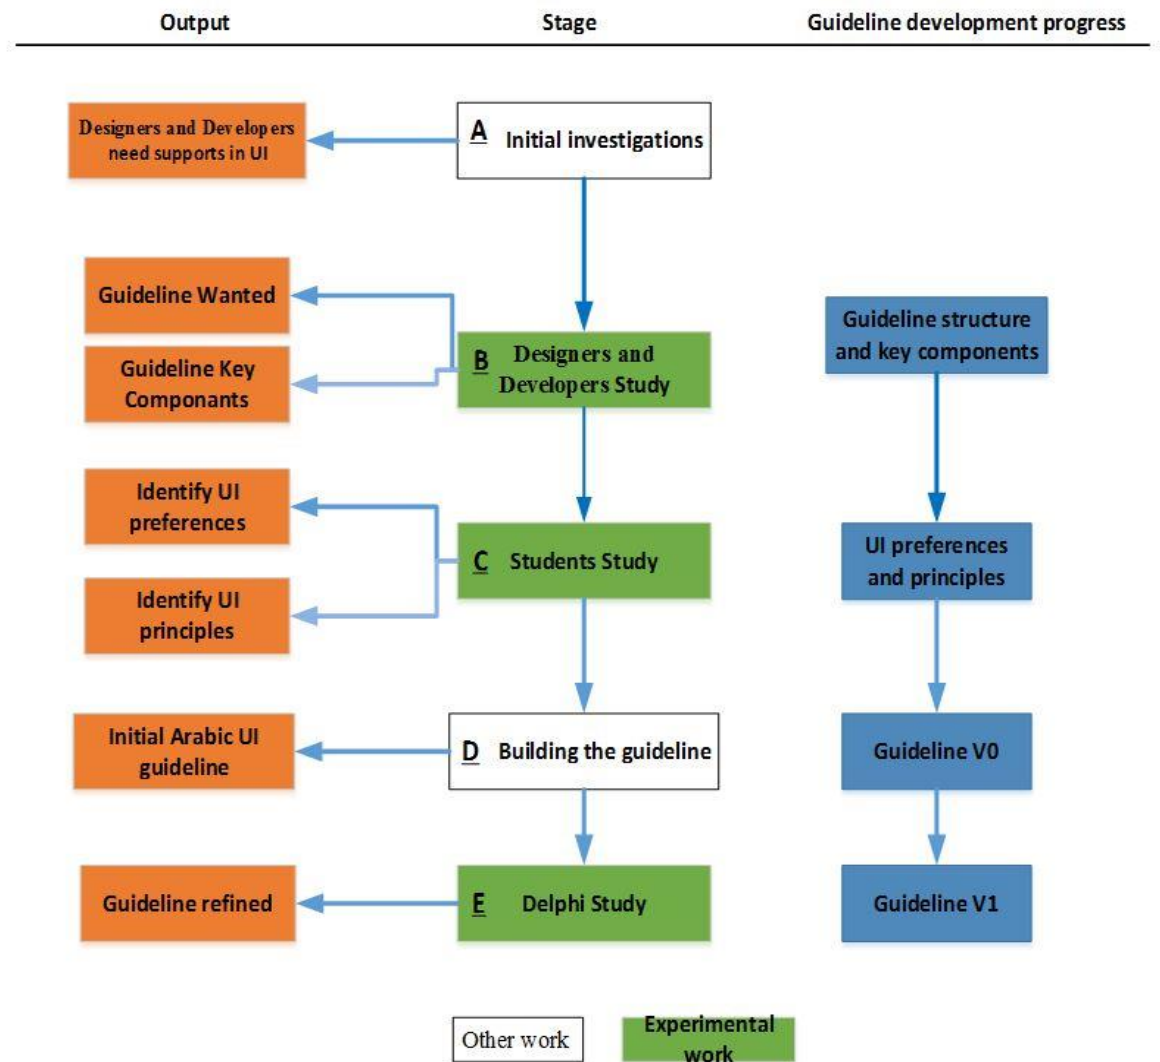 Output Stage Guideline development progress
Designers and Developers
need supports in UI
A Initial investigations
Guideline Wanted
Guideline Key
Componants
B Designers and
Developers Study
Guideline structure
and key components
Identify UI
preferences
Identify UI
principles
C Students Study
UI preferences
and principles
Initial Arabic UI
guideline
D Building the guideline
Guideline V0
Guideline refined
E Delphi Study
Guideline V1
Other work
Experimental
work